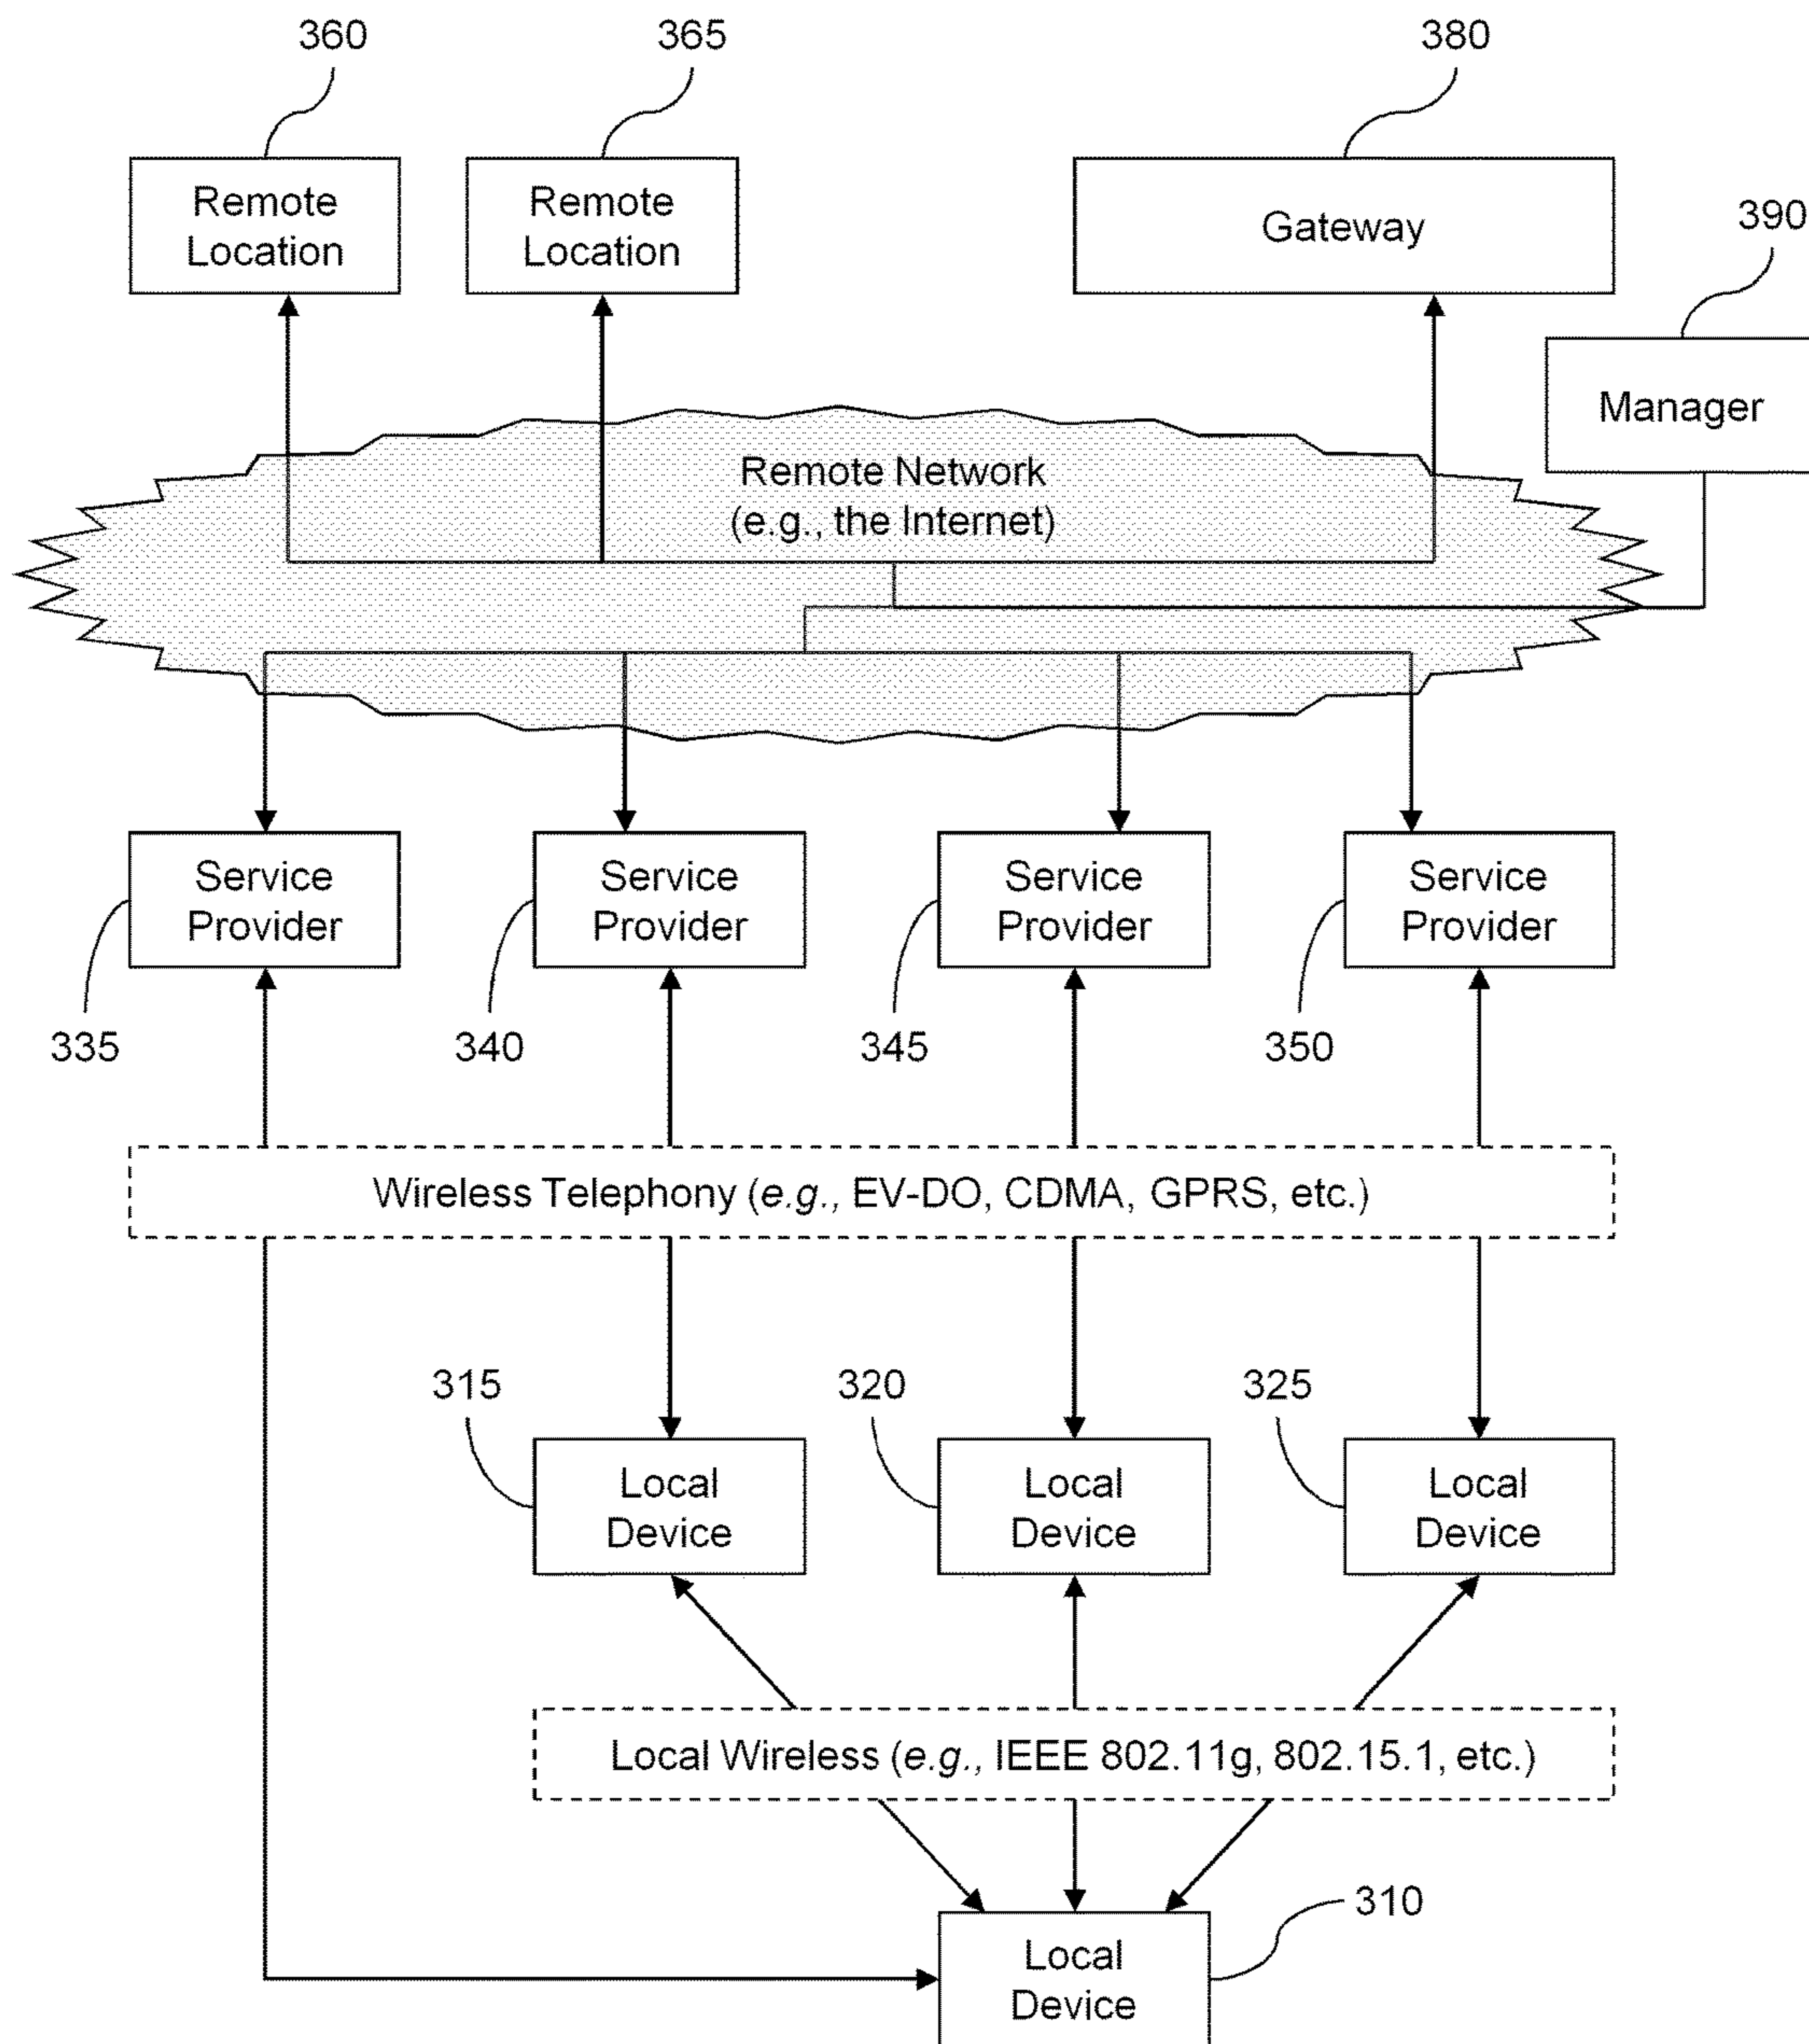 360
365
380
Remote
Location
Remote
Location
Gateway
390
Manager
Remote Network
(e.g., the Internet)
Service
Provider
Service
Provider
Service
Provider
Service
Provider
335
340
345
350
Wireless Telephony (e.g., EV-DO, CDMA, GPRS, etc.)
315
320
325
Local
Device
Local
Device
Local
Device
Local Wireless (e.g., IEEE 802.11g, 802.15.1, etc.)
310
Local
Device